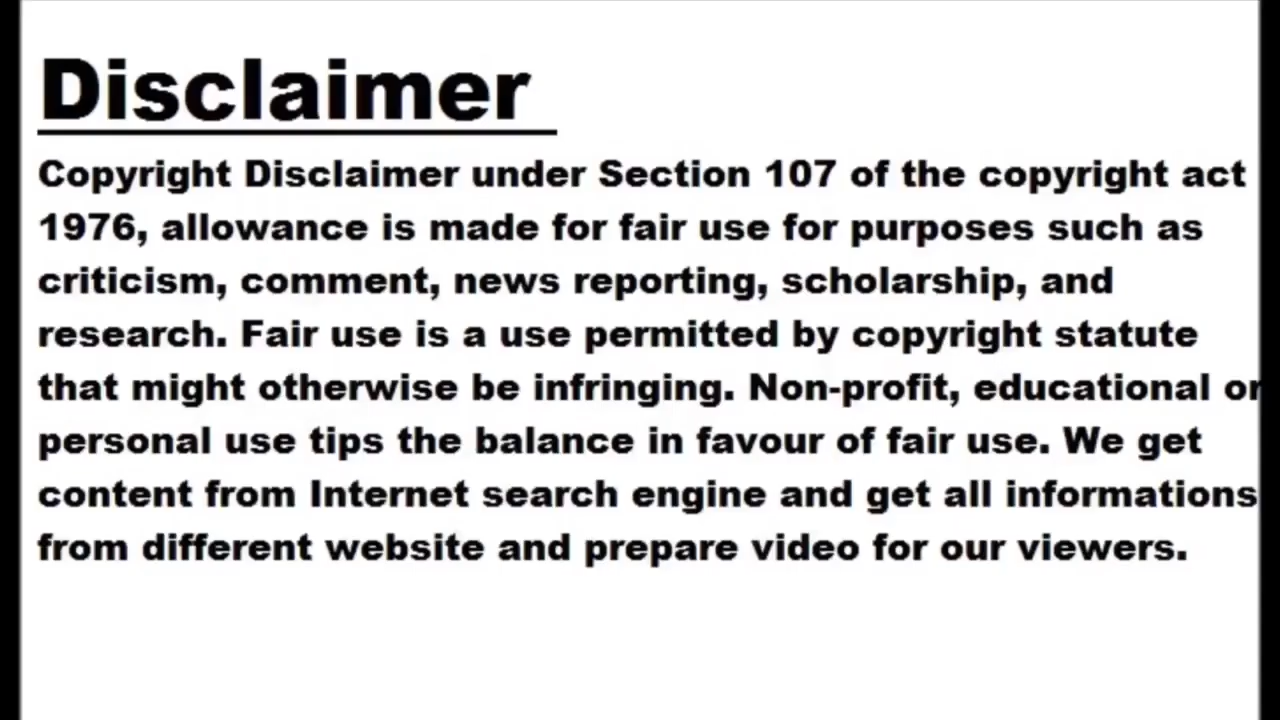 Disclaimer
Copyright Disclaimer under Section 107 of the copyright act
1976, allowance is made for fair use for purposes such as
criticism, comment, news reporting, scholarship, and
research. Fair use is a use permitted by copyright statute
that might otherwise be infringing. Non-profit, educational or
personal use tips the balance in favour of fair use. We get
content from Internet search engine and get all informations
from different website and prepare video for our viewers.